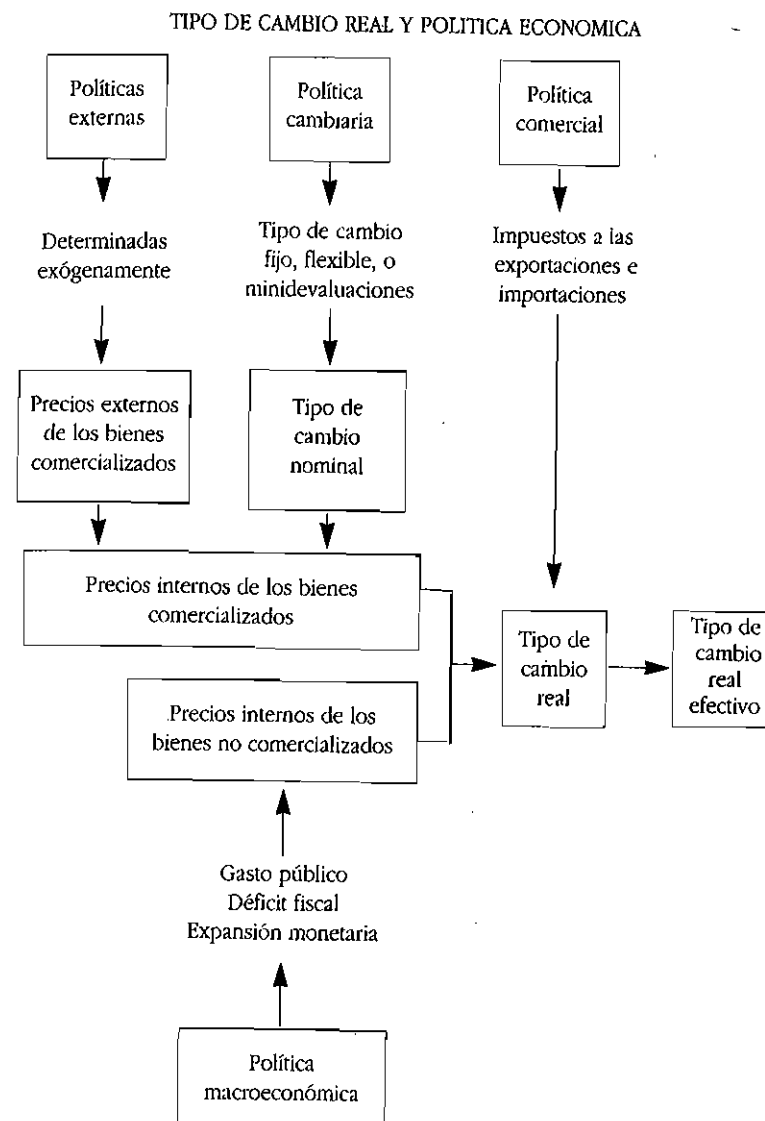 TIPO DE CAMBIO REAL Y POLITICA ECONOMICA
Políticas
externas
Política
cambiaria
Política
comercial
Determinadas
exógenamente
Tipo de cambio
fijo, flexible, o
minidevaluaciones
Impuestos a las
exportaciones e
importaciones
Precios externos
de los bienes
comercializados
Tipo de
cambio
nominal
Precios internos de los bienes
comercializados
Precios internos de los
bienes no comercializados
Tipo de
cambio
real
Tipo de
cambio
real
efectivo
Gasto público
Déficit fiscal
Expansión monetaria
Política
macroeconómica